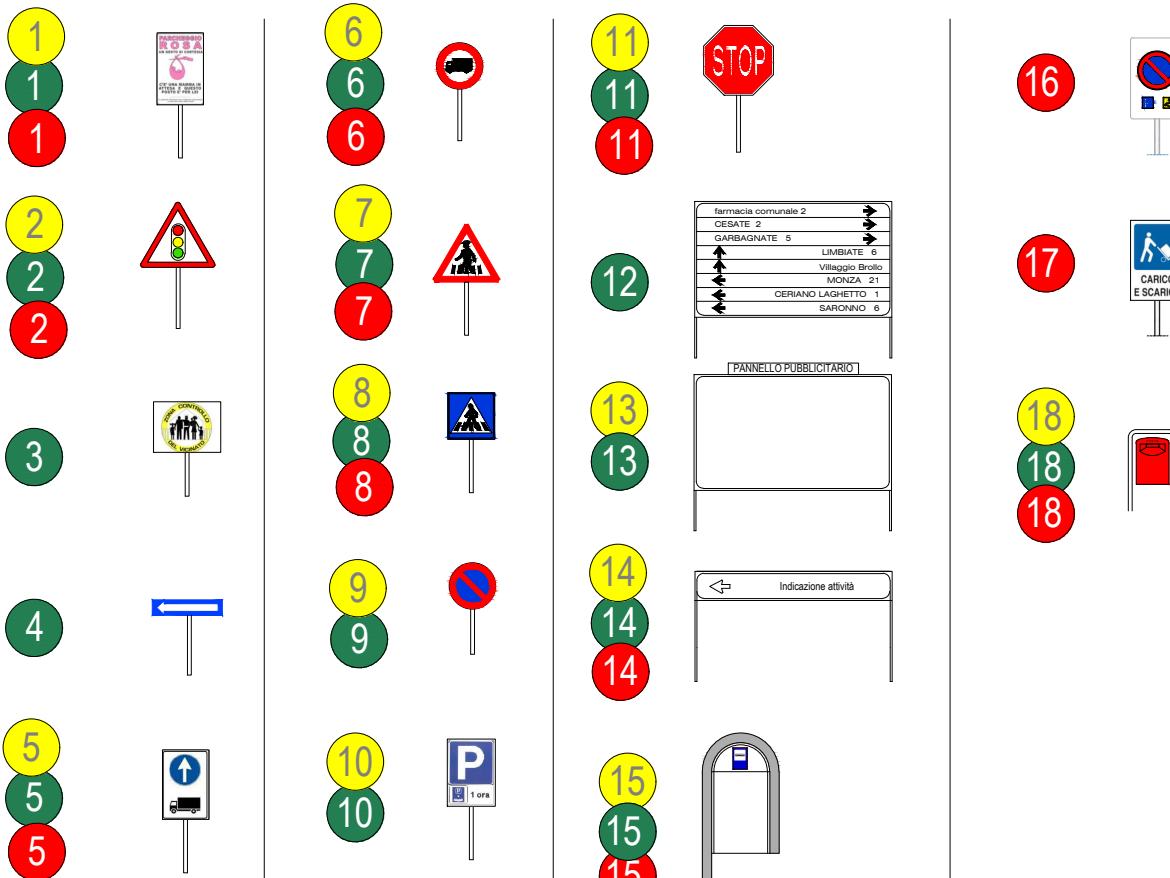 1
1
1
PARCHEGGIO
ROSA
UN GESTO DI CORTESIA
C'E' UNA MAMMA IN
ATTESA E QUESTO
POSTO E' PER LEI
2
2
2
3
ZONA CONTROLLO
DEL VICINATO
4
5
5
5
6
6
6
7
7
7
8
8
8
9
9
10
10
P
1 ora
11
11
11
STOP
12
farmacia comunale 2
CESATE 2
GARBAGNATE 5
LIMBIATE 6
Villaggio Brollo
MONZA 21
CERIANO LAGHETTO 1
SARONNO 6
PANNELLO PUBBLICITARIO
13
13
14
14
14
Indicazione attività
15
15
15
16
17
CARICO
E SCARIC
18
18
18